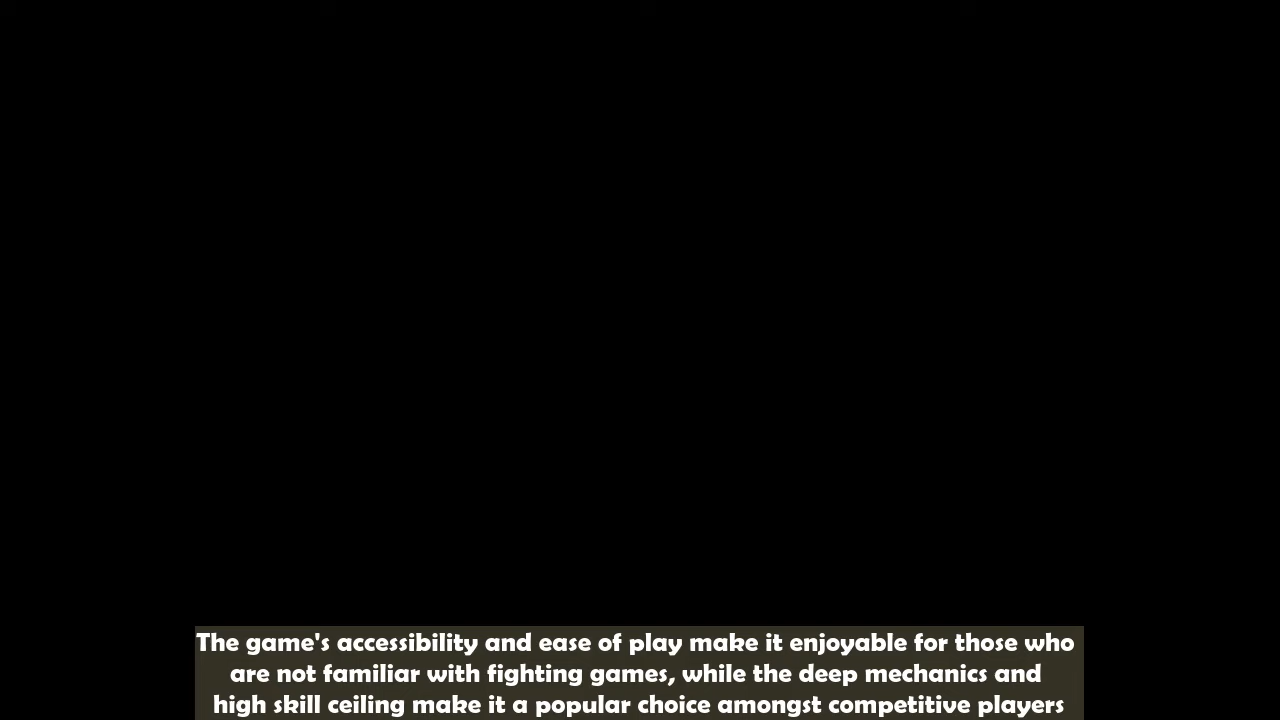 The game's accessibility and ease of play make it enjoyable for those who
are not familiar with fighting games, while the deep mechanics and
high skill ceiling make it a popular choice amongst competitive players